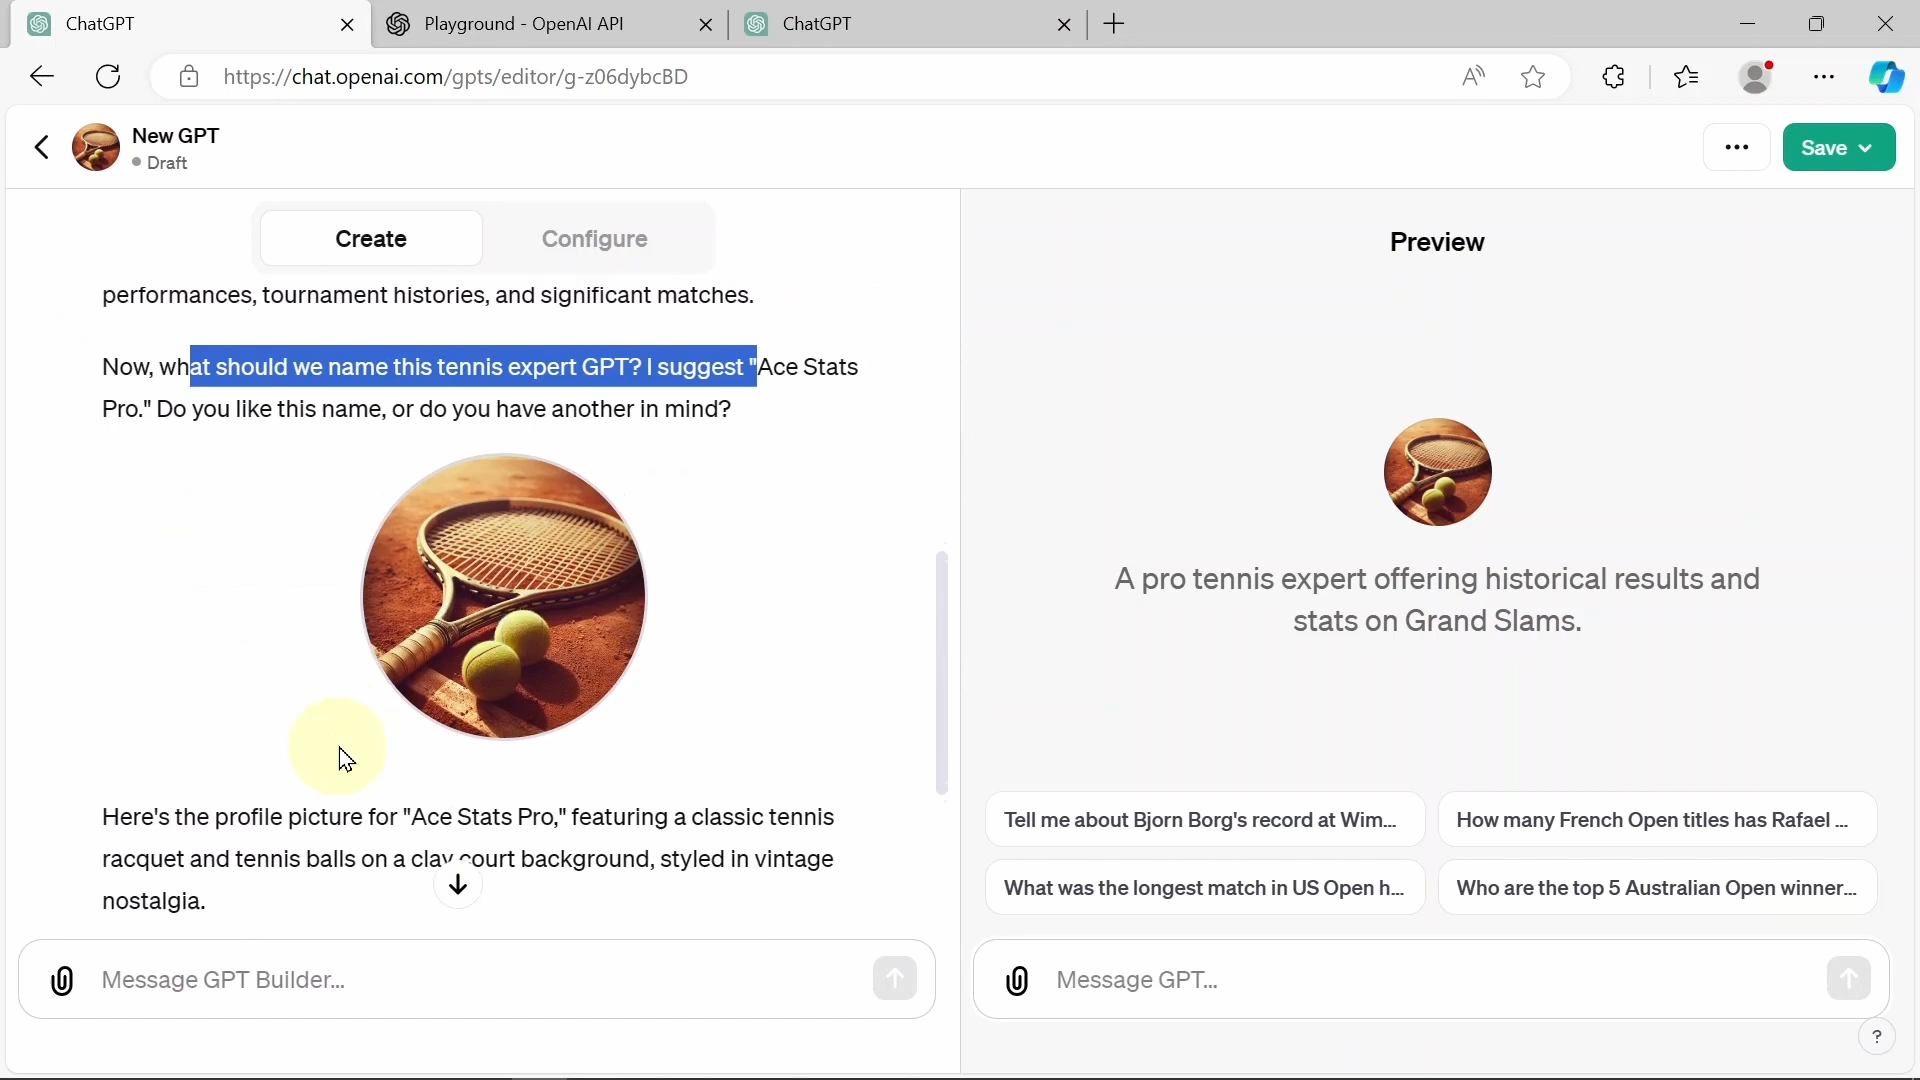 ChatGPT
Playground - OpenAI API
ChatGPT
https://chat.openai.com/gpts/editor/g-z06dybcBD
New GPT
Draft
Save
Create
Configure
performances, tournament histories, and significant matches.
Now, what should we name this tennis expert GPT? I suggest "Ace Stats
Pro." Do you like this name, or do you have another in mind?
Here's the profile picture for "Ace Stats Pro," featuring a classic tennis
racquet and tennis balls on a clay court background, styled in vintage
nostalgia.
Message GPT Builder...
Preview
A pro tennis expert offering historical results and
stats on Grand Slams.
Tell me about Bjorn Borg's record at Wim...
How many French Open titles has Rafael ...
What was the longest match in US Open h...
Who are the top 5 Australian Open winner...
Message GPT...
?